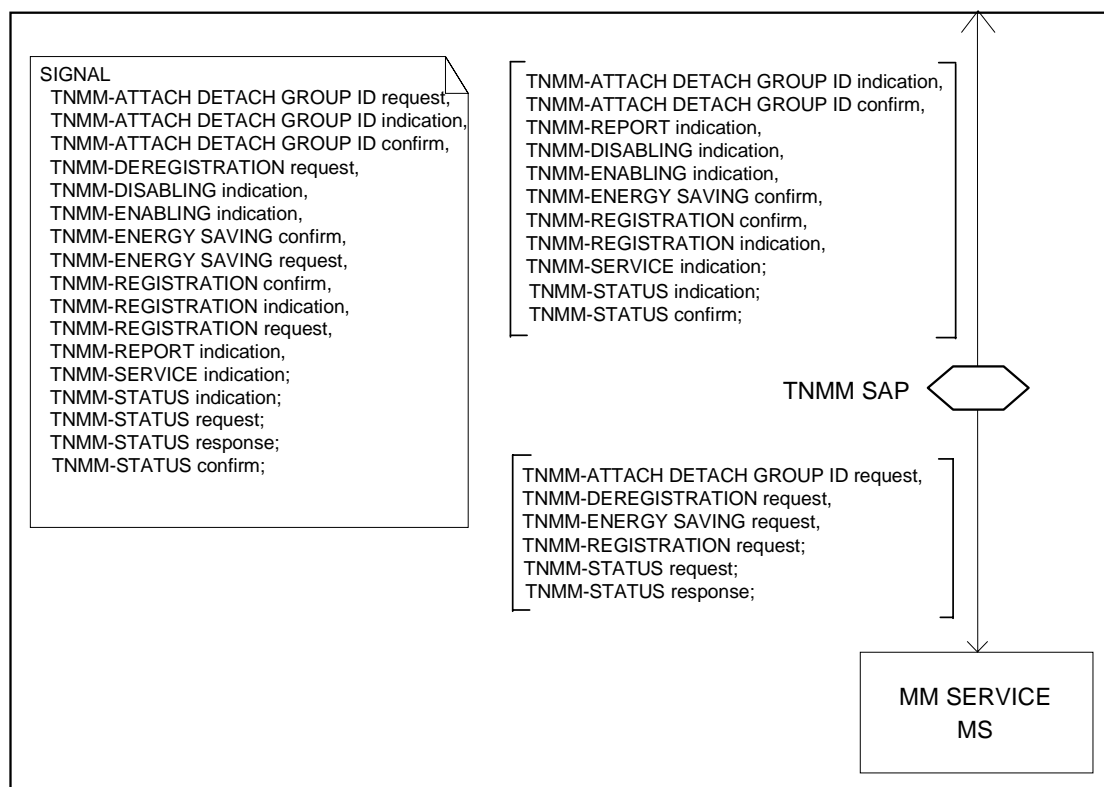 SIGNAL
TNMM-ATTACH DETACH GROUP ID request,
TNMM-ATTACH DETACH GROUP ID indication,
TNMM-ATTACH DETACH GROUP ID confirm,
TNMM-DEREGISTRATION request,
TNMM-DISABLING indication,
TNMM-ENABLING indication,
TNMM-ENERGY SAVING confirm,
TNMM-ENERGY SAVING request,
TNMM-REGISTRATION confirm,
TNMM-REGISTRATION indication,
TNMM-REGISTRATION request,
TNMM-REPORT indication,
TNMM-SERVICE indication;
TNMM-STATUS indication;
TNMM-STATUS request;
TNMM-STATUS response;
TNMM-STATUS confirm;
TNMM-ATTACH DETACH GROUP ID indication,
TNMM-ATTACH DETACH GROUP ID confirm,
TNMM-REPORT indication,
TNMM-DISABLING indication,
TNMM-ENABLING indication,
TNMM-ENERGY SAVING confirm,
TNMM-REGISTRATION confirm,
TNMM-REGISTRATION indication,
TNMM-SERVICE indication;
TNMM-STATUS indication;
TNMM-STATUS confirm;
TNMM SAP
TNMM-ATTACH DETACH GROUP ID request,
TNMM-DEREGISTRATION request,
TNMM-ENERGY SAVING request,
TNMM-REGISTRATION request;
TNMM-STATUS request;
TNMM-STATUS response;
MM SERVICE
MS